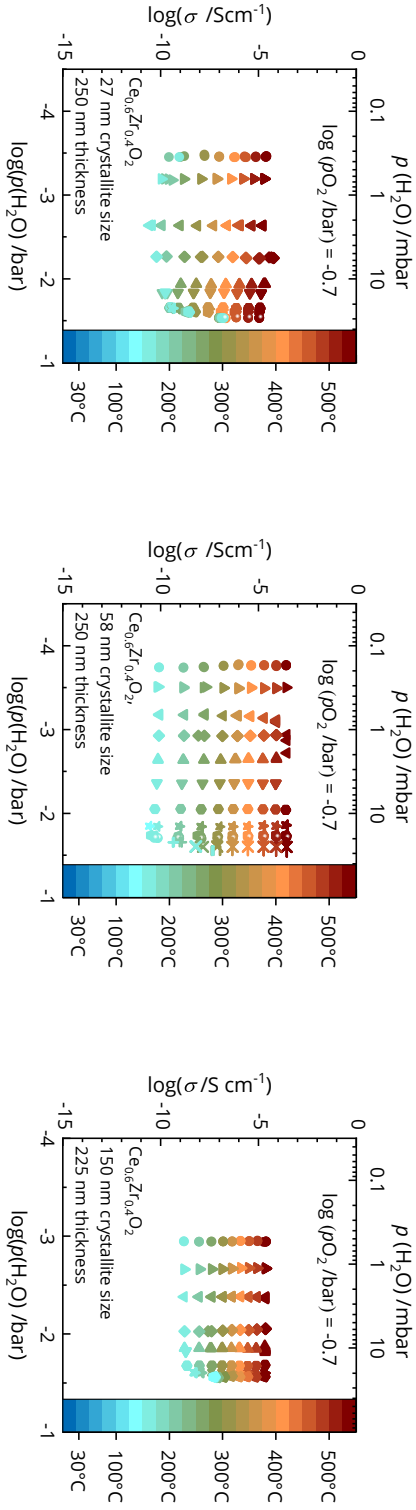 p (H₂O) /mbar
0.1
1
10
log(σ /Scm⁻¹)
0
-5
-10
-15
log (pO₂ /bar) = -0.7
Ce₀.₆Zr₀.₄O₂
27 nm crystallite size
250 nm thickness
-4
-3
-2
-1
log(p(H₂O) /bar)
500°C
400°C
300°C
200°C
100°C
30°C
p (H₂O) /mbar
0.1
1
10
log(σ /Scm⁻¹)
0
-5
-10
-15
log (pO₂ /bar) = -0.7
Ce₀.₆Zr₀.₄O₂,
58 nm crystallite size
250 nm thickness
-4
-3
-2
-1
log(p(H₂O) /bar)
500°C
400°C
300°C
200°C
100°C
30°C
p (H₂O) /mbar
0.1
1
10
log(σ /S cm⁻¹)
0
-5
-10
-15
log (pO₂ /bar) = -0.7
Ce₀.₆Zr₀.₄O₂
150 nm crystallite size
225 nm thickness
-4
-3
-2
-1
log(p(H₂O) /bar)
500°C
400°C
300°C
200°C
100°C
30°C